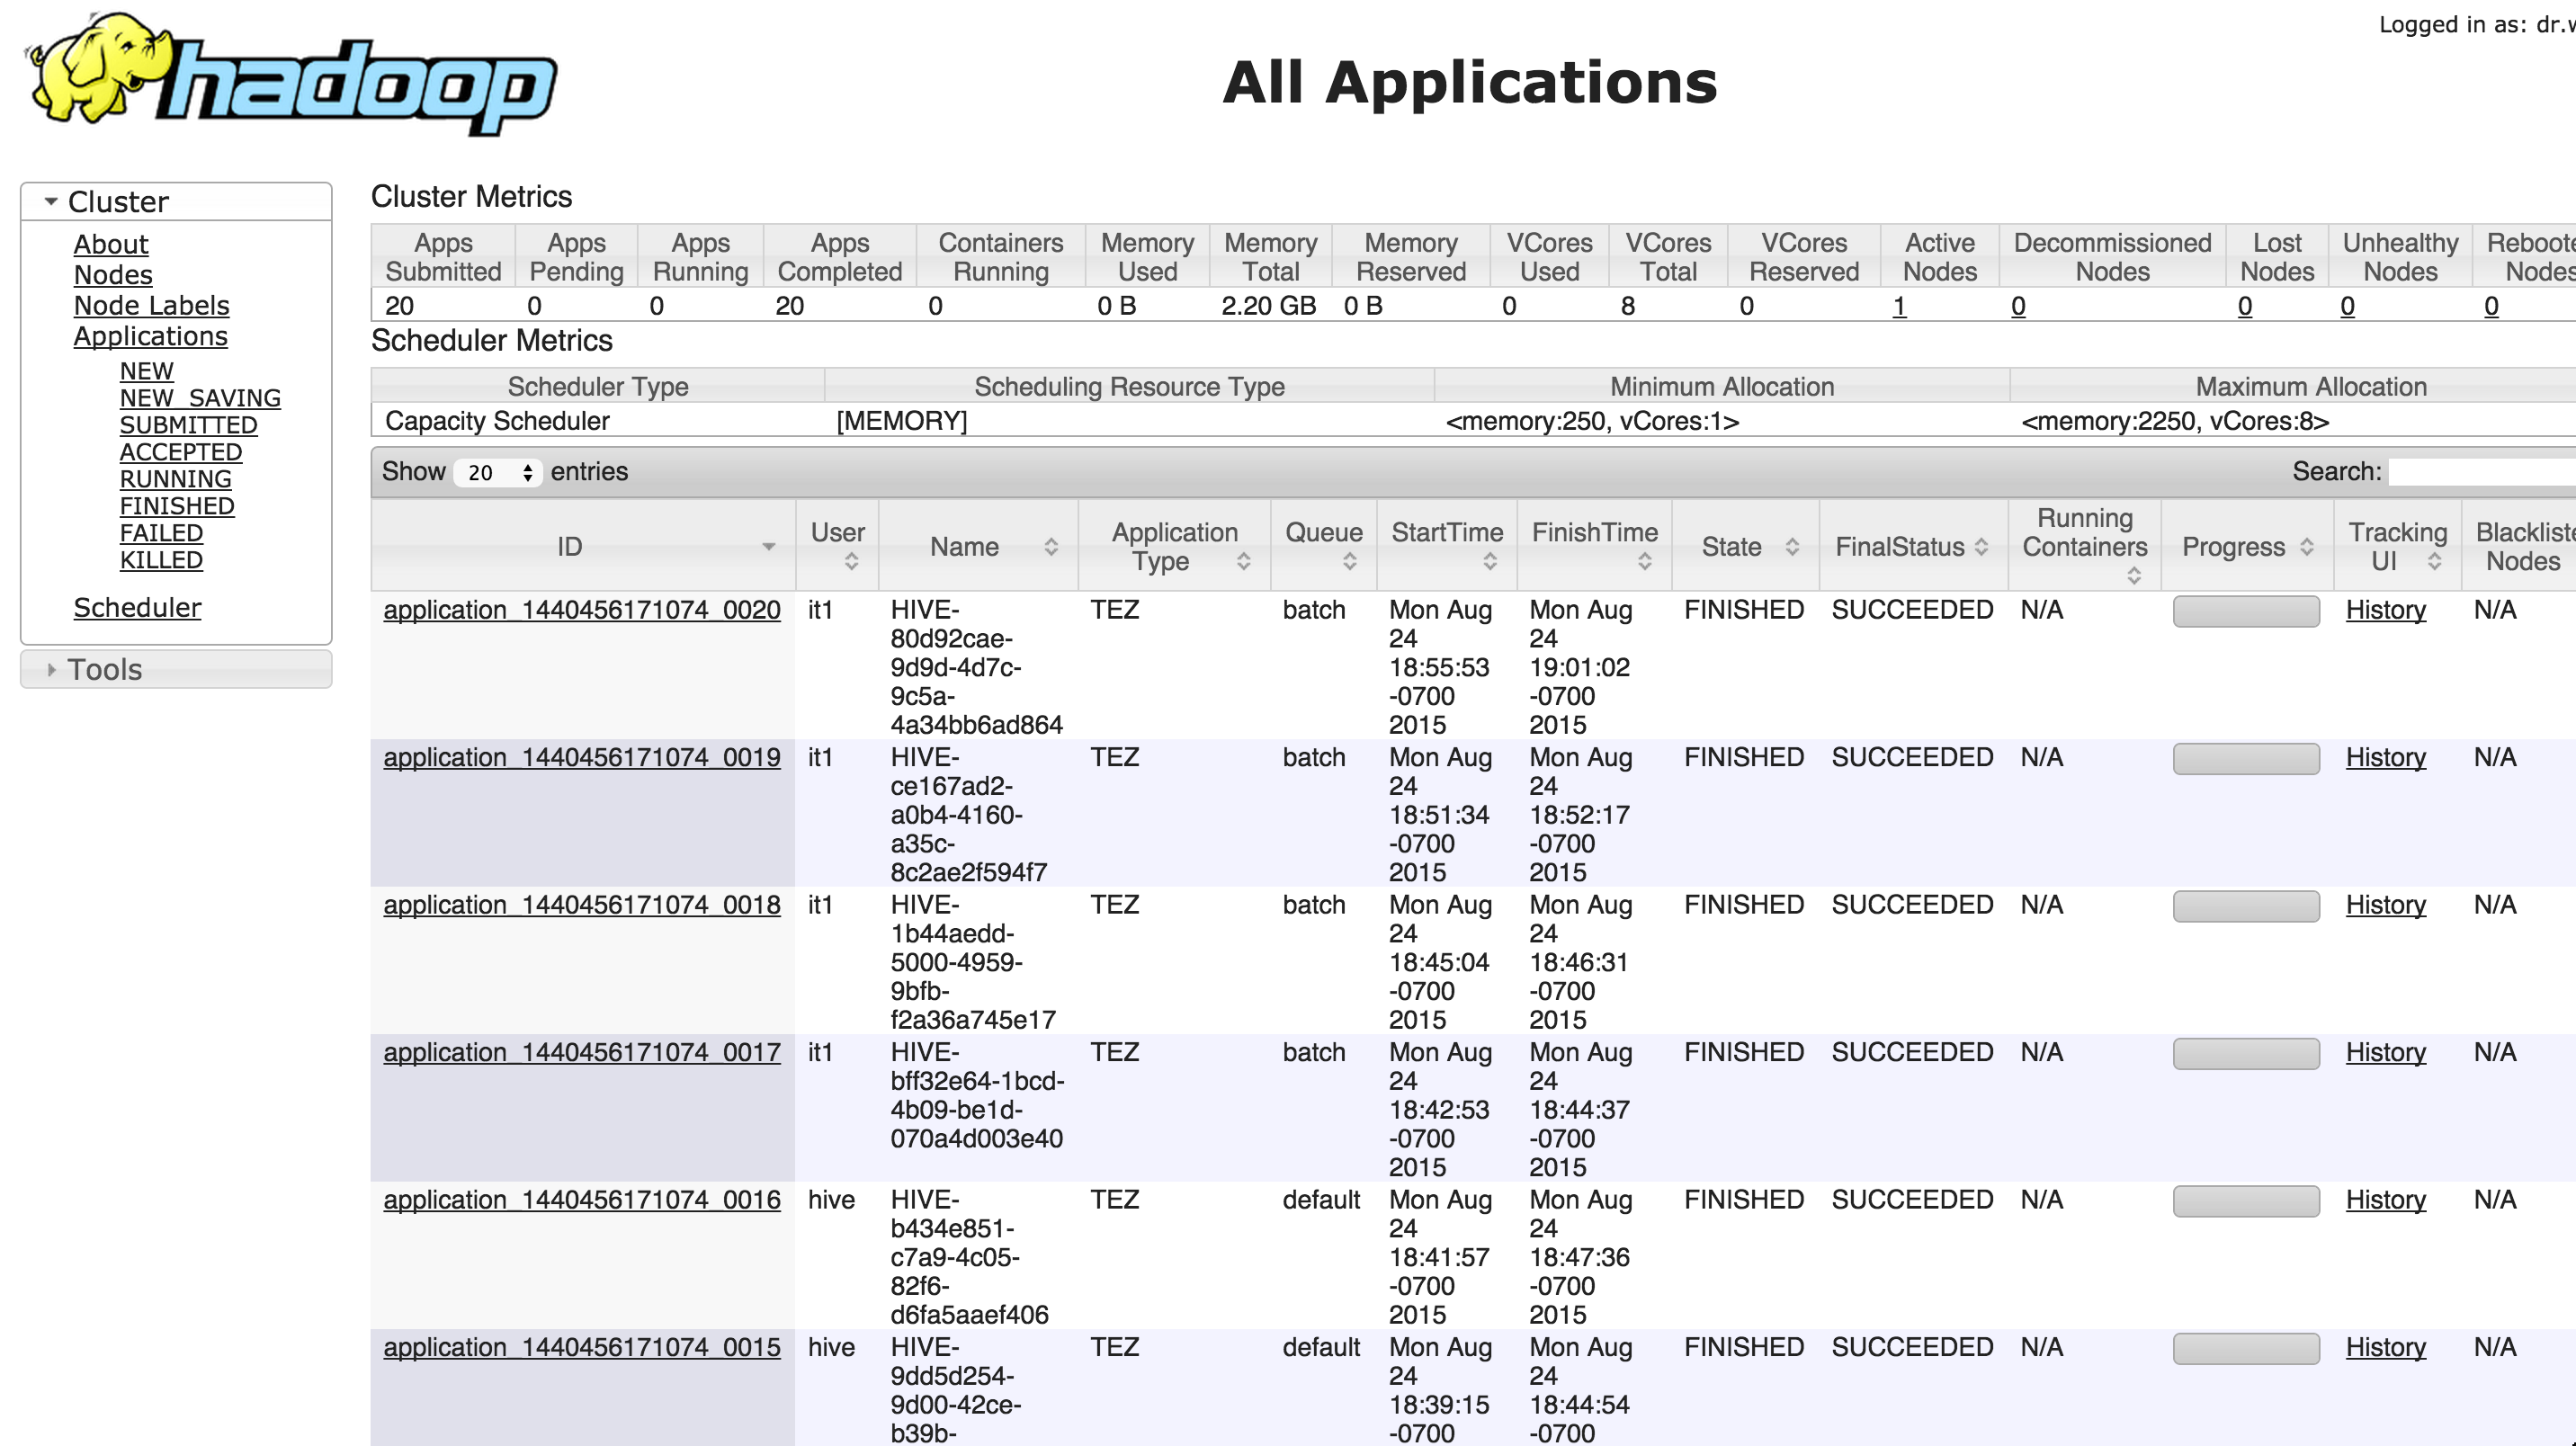 hadoop
Logged in as: dr.w
All Applications
Cluster
About
Nodes
Node Labels
Applications
NEW
NEW_SAVING
SUBMITTED
ACCEPTED
RUNNING
FINISHED
FAILED
KILLED
Scheduler
Tools
Cluster Metrics
Apps Submitted Apps Pending Apps Running Apps Completed Containers Running Memory Used Memory Total Memory Reserved VCores Used VCores Total VCores Reserved Active Nodes Decommissioned Nodes Lost Nodes Unhealthy Nodes Reboote Nodes
20 0 0 20 0 0 B 2.20 GB 0 B 0 8 0 1 0 0 0 0
Scheduler Metrics
Scheduler Type Scheduling Resource Type Minimum Allocation Maximum Allocation
Capacity Scheduler [MEMORY] <memory:250, vCores:1> <memory:2250, vCores:8>
Show 20 entries Search:
ID User Name Application Type Queue StartTime FinishTime State FinalStatus Running Containers Progress Tracking UI Blackliste Nodes
application_1440456171074_0020 it1 HIVE- TEZ batch Mon Aug Mon Aug FINISHED SUCCEEDED N/A History N/A
80d92cae- 24 24
9d9d-4d7c- 18:55:53 19:01:02
9c5a- -0700 -0700
4a34bb6ad864 2015 2015
application_1440456171074_0019 it1 HIVE- TEZ batch Mon Aug Mon Aug FINISHED SUCCEEDED N/A History N/A
ce167ad2- 24 24
a0b4-4160- 18:51:34 18:52:17
a35c- -0700 -0700
8c2ae2f594f7 2015 2015
application_1440456171074_0018 it1 HIVE- TEZ batch Mon Aug Mon Aug FINISHED SUCCEEDED N/A History N/A
1b44aedd- 24 24
5000-4959- 18:45:04 18:46:31
9bfb- -0700 -0700
f2a36a745e17 2015 2015
application_1440456171074_0017 it1 HIVE- TEZ batch Mon Aug Mon Aug FINISHED SUCCEEDED N/A History N/A
bff32e64-1bcd- 24 24
4b09-be1d- 18:42:53 18:44:37
070a4d003e40 -0700 -0700
2015 2015
application_1440456171074_0016 hive HIVE- TEZ default Mon Aug Mon Aug FINISHED SUCCEEDED N/A History N/A
b434e851- 24 24
c7a9-4c05- 18:41:57 18:47:36
82f6- -0700 -0700
d6fa5aaef406 2015 2015
application_1440456171074_0015 hive HIVE- TEZ default Mon Aug Mon Aug FINISHED SUCCEEDED N/A History N/A
9dd5d254- 24 24
9d00-42ce- 18:39:15 18:44:54
b39b- -0700 -0700